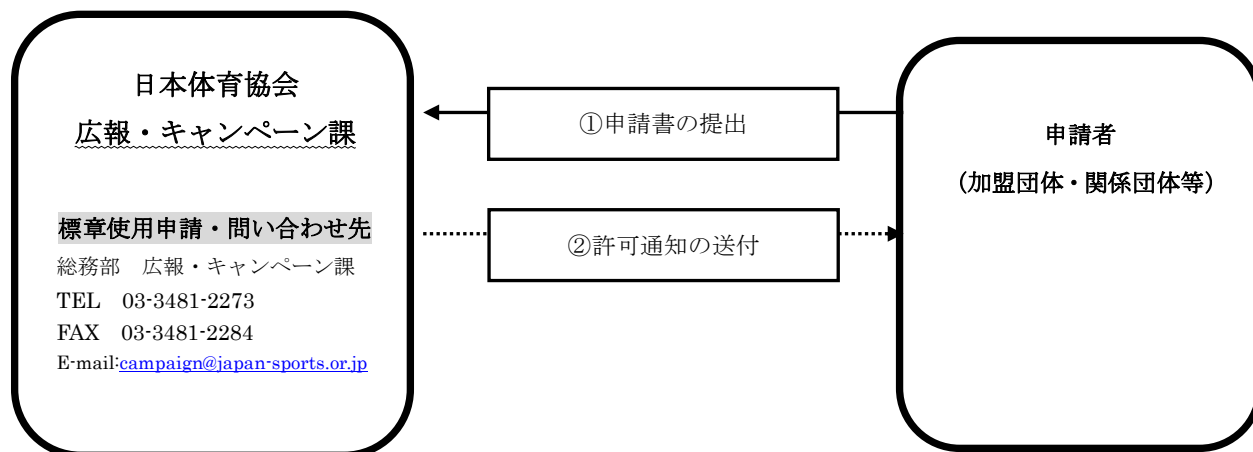 日本体育協会
広報・キャンペーン課
標章使用申請・問い合わせ先
総務部　広報・キャンペーン課
TEL　03-3481-2273
FAX　03-3481-2284
E-mail:campaign@japan-sports.or.jp
①申請書の提出
②許可通知の送付
申請者
（加盟団体・関係団体等）